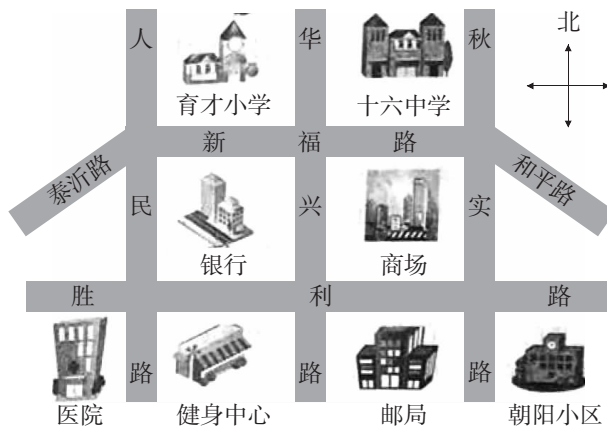 人 华 秋 北
育才小学 十六中学
新 福 路
泰沂路 和平路
民 兴 实
银行 商场
胜 利 路
路 路 路
医院 健身中心 邮局 朝阳小区